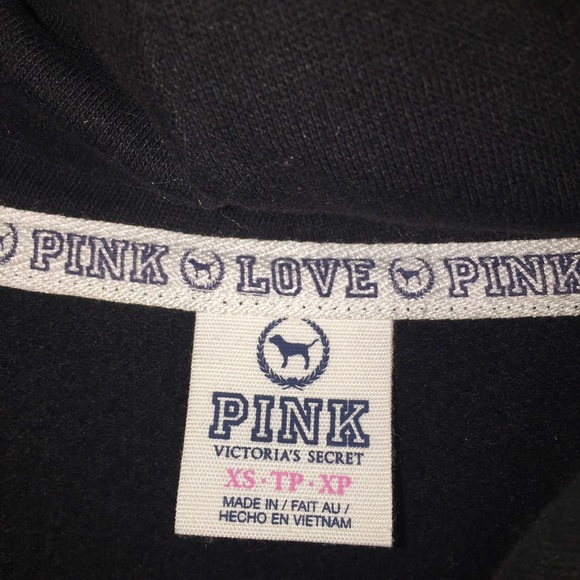 PINK LOVE PINK
PINK
VICTORIA'S SECRET
XS · TP · XP
MADE IN / FAIT AU /
HECHO EN VIETNAM